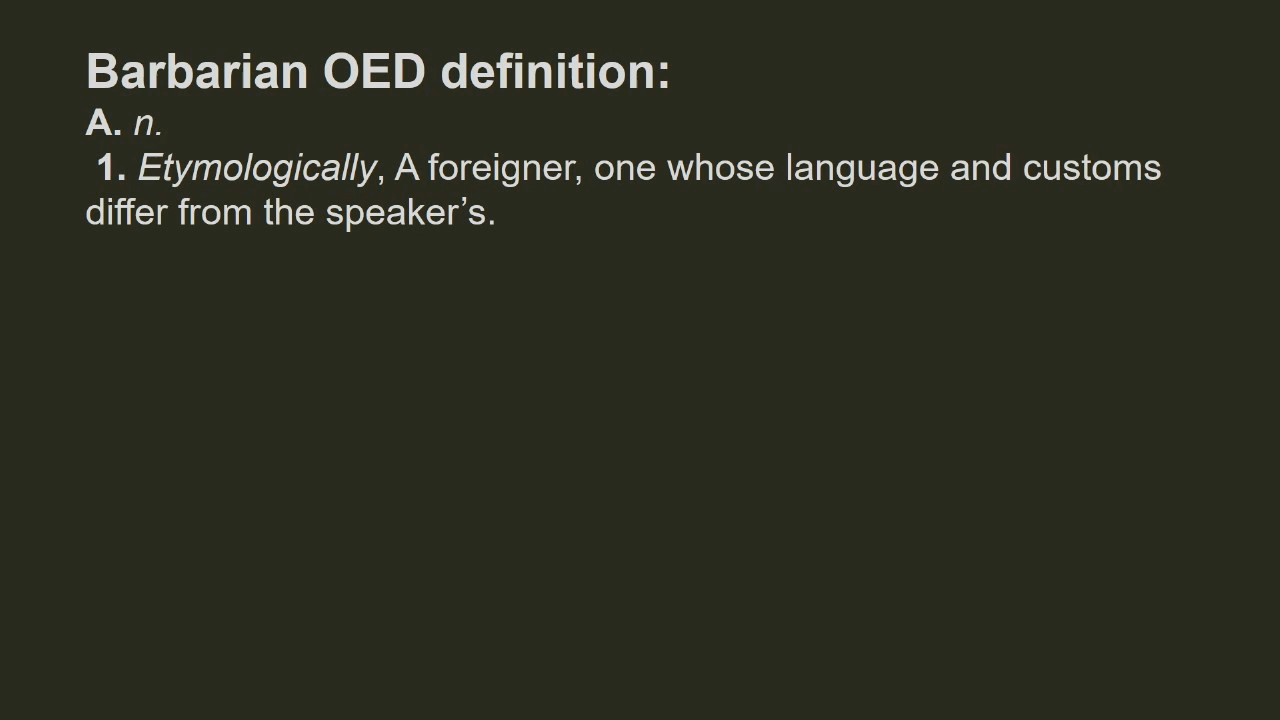 Barbarian OED definition:
A. n.
1. Etymologically, A foreigner, one whose language and customs
differ from the speaker’s.